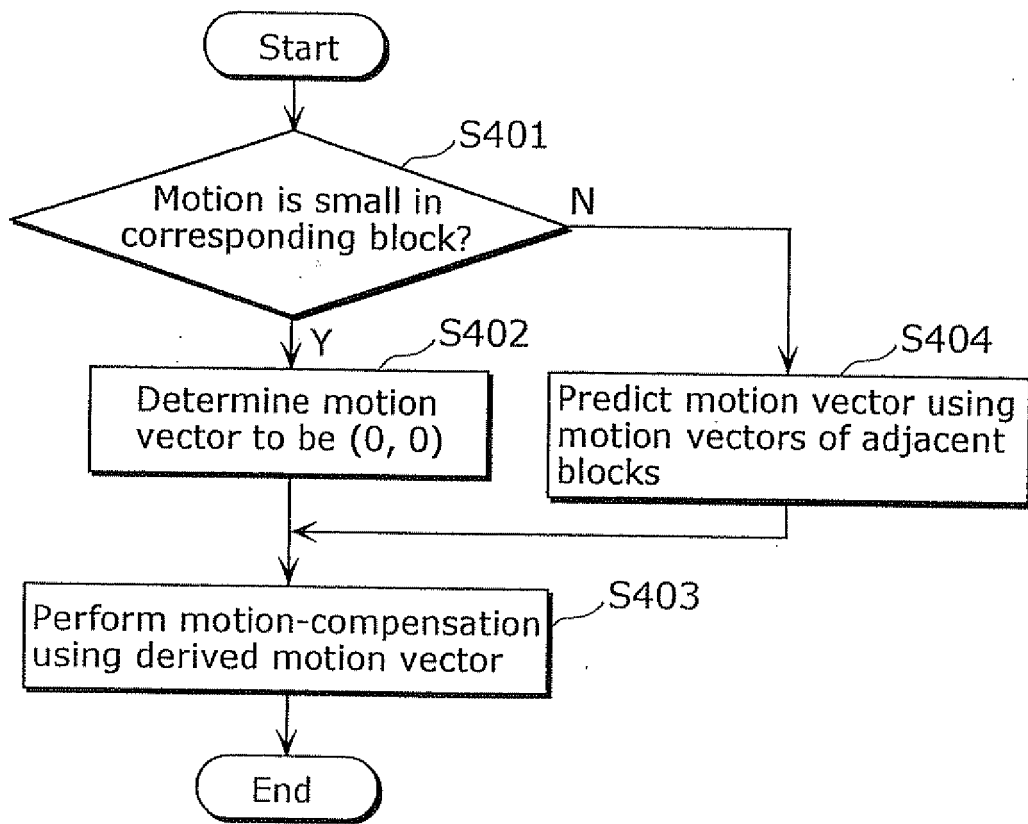 Start
S401
Motion is small in
corresponding block?
N
Y
S402
Determine motion
vector to be (0, 0)
S404
Predict motion vector using
motion vectors of adjacent
blocks
S403
Perform motion-compensation
using derived motion vector
End